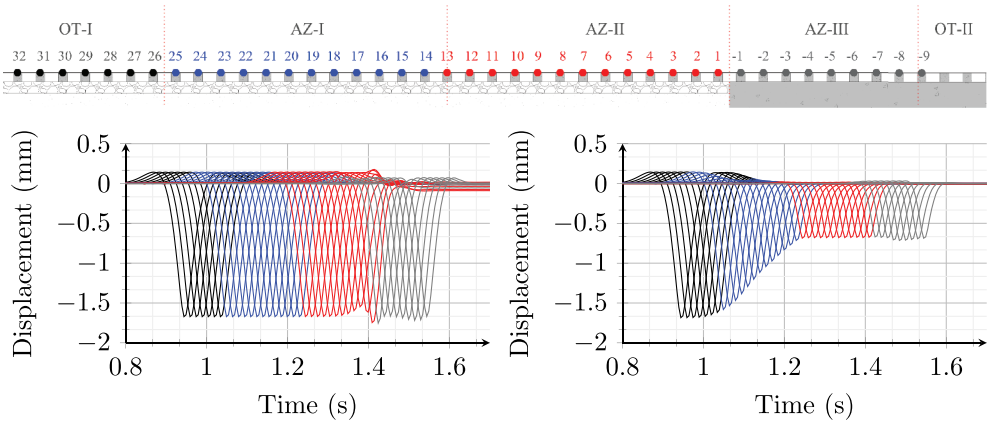 OT-I AZ-I AZ-II AZ-III OT-II
32 31 30 29 28 27 26 25 24 23 22 21 20 19 18 17 16 15 14 13 12 11 10 9 8 7 6 5 4 3 2 1 -1 -2 -3 -4 -5 -6 -7 -8 -9
0.5 0.5
0 0
−0.5 −0.5
−1 −1
−1.5 −1.5
−2 −2
Displacement (mm) Displacement (mm)
0.8 1 1.2 1.4 1.6 0.8 1 1.2 1.4 1.6
Time (s) Time (s)